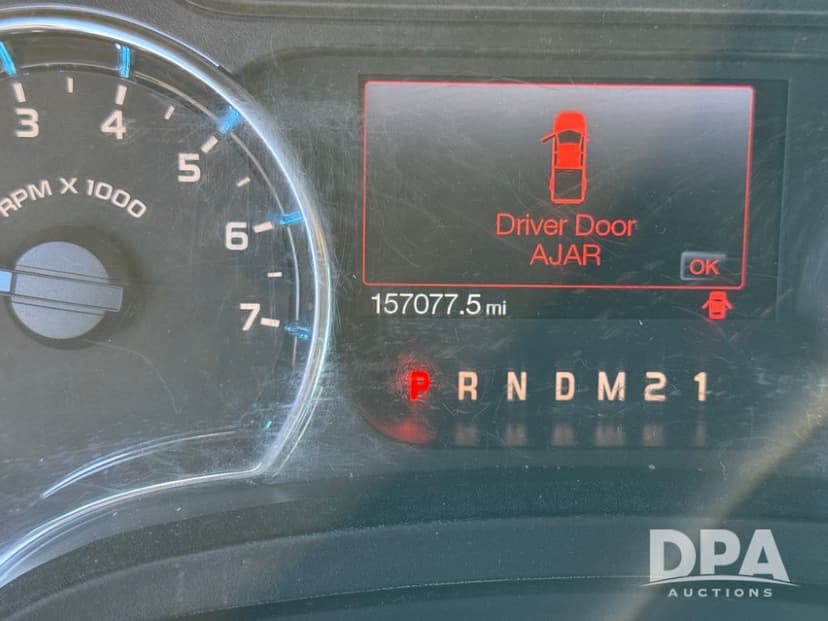 3
4
5
RPM X 1000
6
7
Driver Door
AJAR
OK
157077.5 mi
P R N D M 2 1
DPA
AUCTIONS